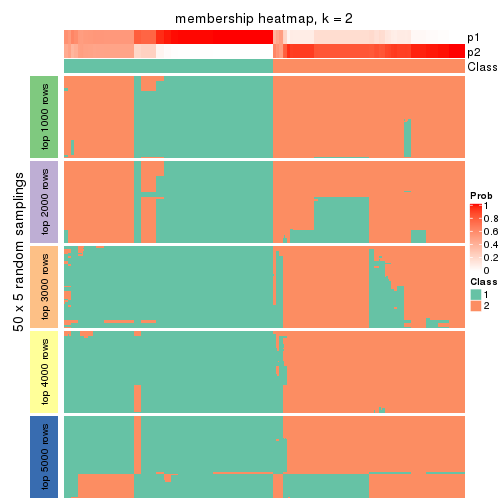 membership heatmap, k = 2
p1
p2
Class
50 x 5 random samplings
top 1000 rows
top 2000 rows
top 3000 rows
top 4000 rows
top 5000 rows
Prob
1
0.8
0.6
0.4
0.2
0
Class
1
2